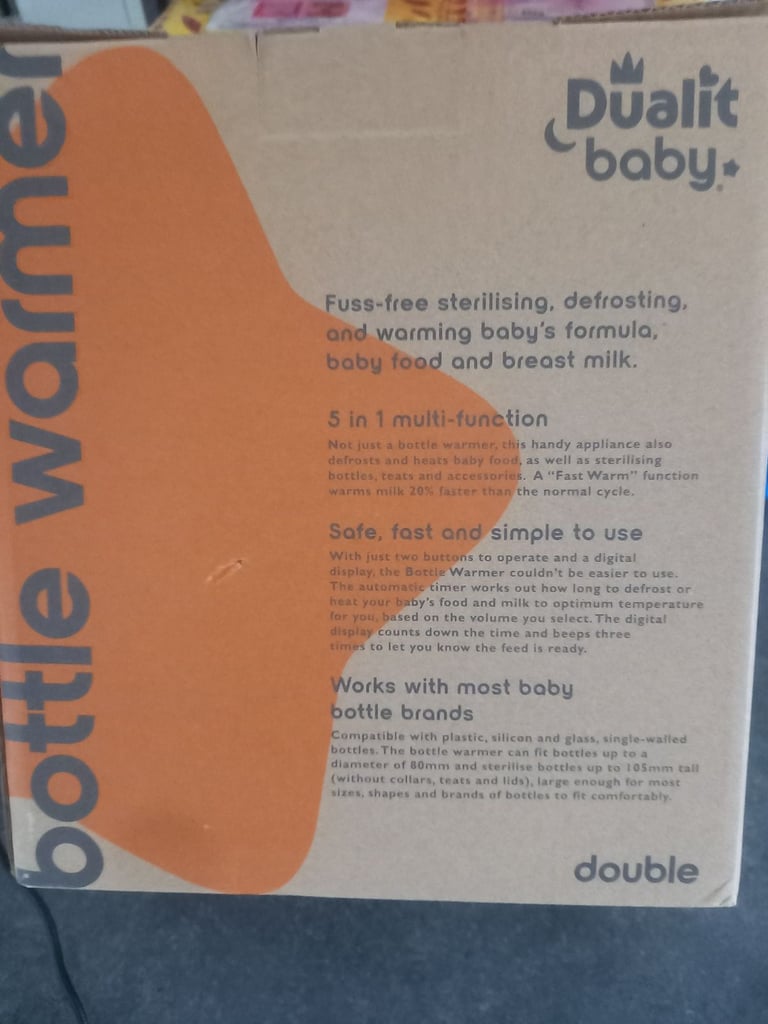 bottle warmer
Dualit
baby
Fuss-free sterilising, defrosting,
and warming baby's formula,
baby food and breast milk.
5 in 1 multi-function
Not just a bottle warmer, this handy appliance also
defrosts and heats baby food, as well as sterilising
bottles, teats and accessories. A "Fast Warm" function
warms milk 20% faster than the normal cycle.
Safe, fast and simple to use
With just two buttons to operate and a digital
display, the Bottle Warmer couldn't be easier to use.
The automatic timer works out how long to defrost or
heat your baby's food and milk to optimum temperature
for you, based on the volume you select. The digital
display counts down the time and beeps three
times to let you know the feed is ready.
Works with most baby
bottle brands
Compatible with plastic, silicon and glass, single-walled
bottles. The bottle warmer can fit bottles up to a
diameter of 80mm and sterilise bottles up to 105mm tall
(without collars, teats and lids), large enough for most
sizes, shapes and brands of bottles to fit comfortably.
double